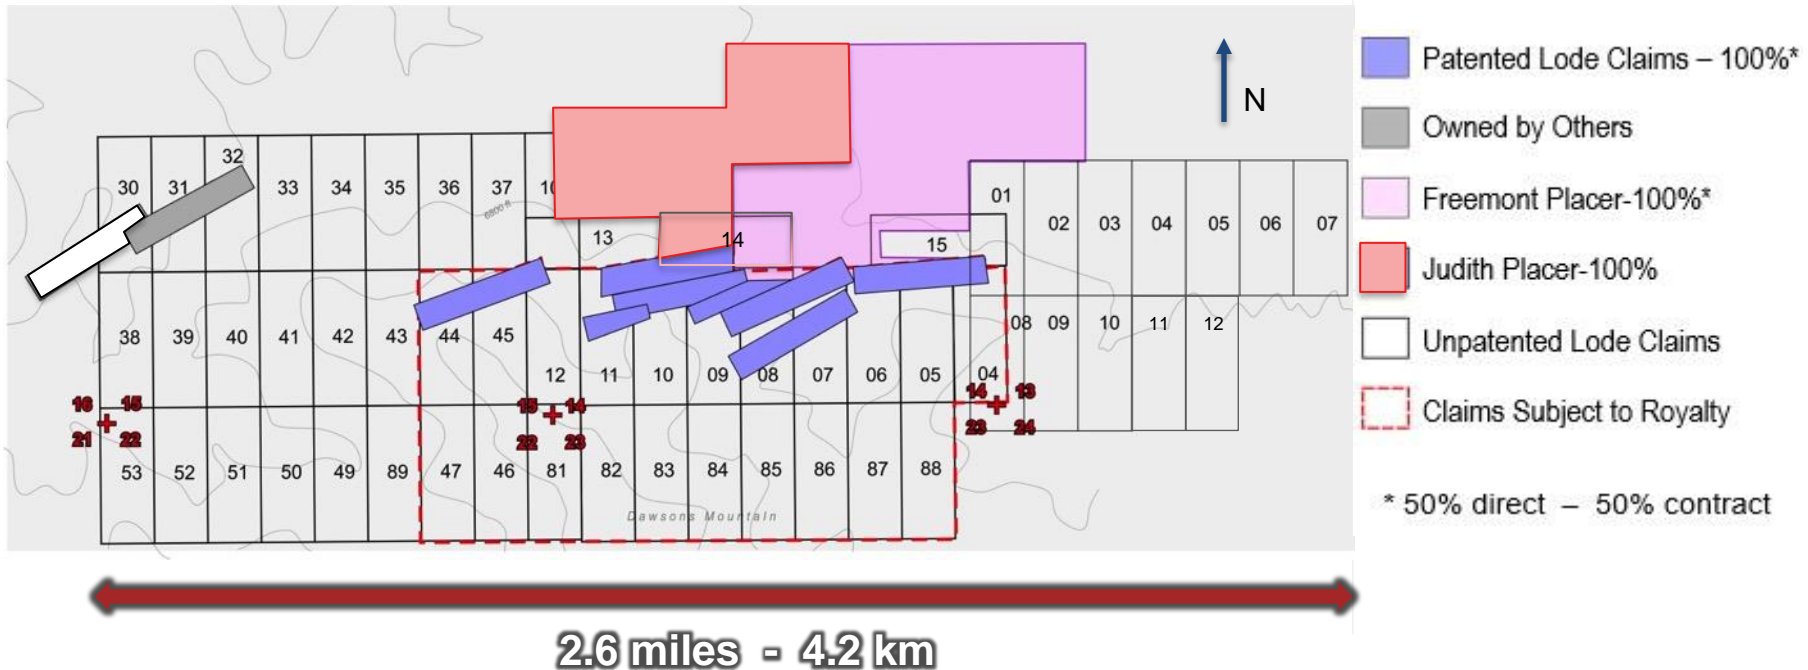 Patented Lode Claims – 100%*
Owned by Others
Freemont Placer-100%*
Judith Placer-100%
Unpatented Lode Claims
Claims Subject to Royalty
* 50% direct – 50% contract
N
32
30 31 33 34 35 36 37 10
01
02 03 04 05 06 07
6800 ft
13 14 15
38 39 40 41 42 43 44 45
08 09 10 11 12
12 11 10 09 08 07 06 05 04
16 15
15 14
14 13
21 22
22 23
23 24
53 52 51 50 49 89 47 46 81 82 83 84 85 86 87 88
Dawsons Mountain
2.6 miles - 4.2 km